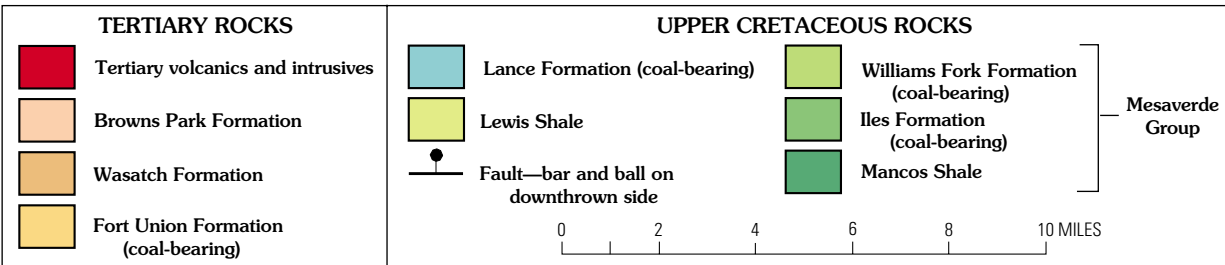 TERTIARY ROCKS
Tertiary volcanics and intrusives
Browns Park Formation
Wasatch Formation
Fort Union Formation
(coal-bearing)
UPPER CRETACEOUS ROCKS
Lance Formation (coal-bearing)
Lewis Shale
Fault—bar and ball on
downthrown side
Williams Fork Formation
(coal-bearing)
Iles Formation
(coal-bearing)
Mancos Shale
Mesaverde
Group
0 2 4 6 8 10 MILES